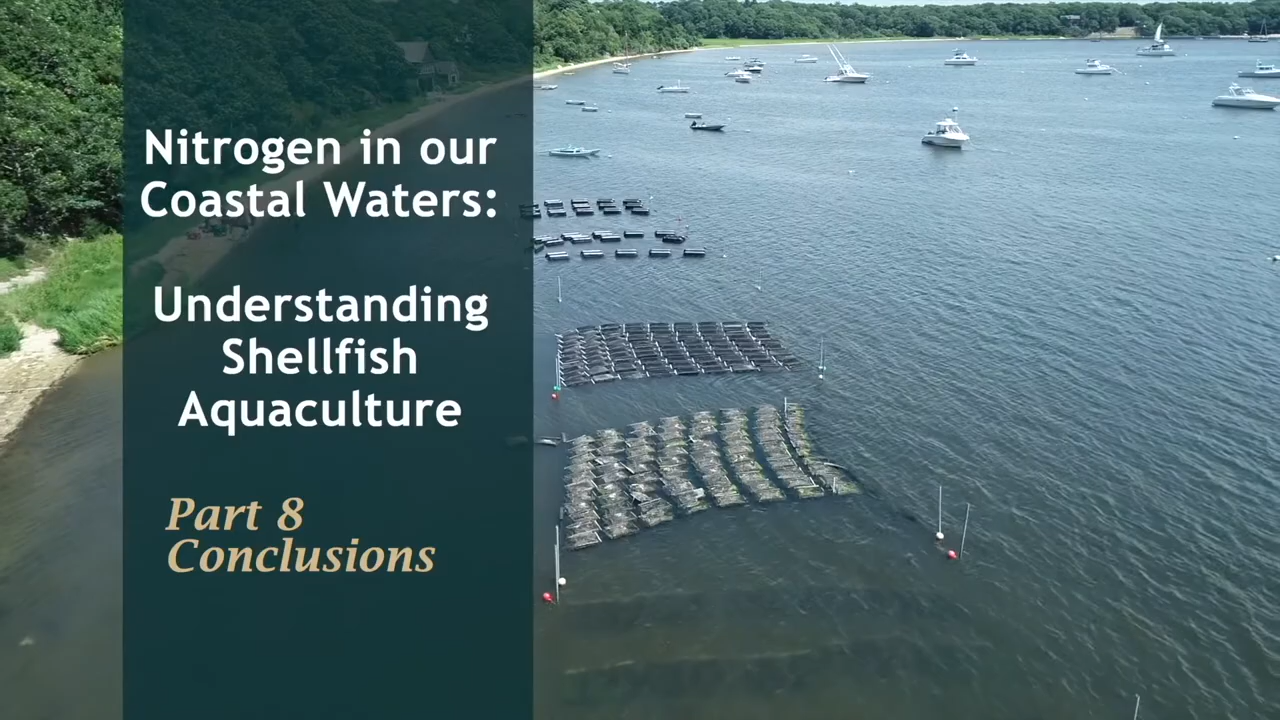 Nitrogen in our
Coastal Waters:
Understanding
Shellfish
Aquaculture
Part 8
Conclusions